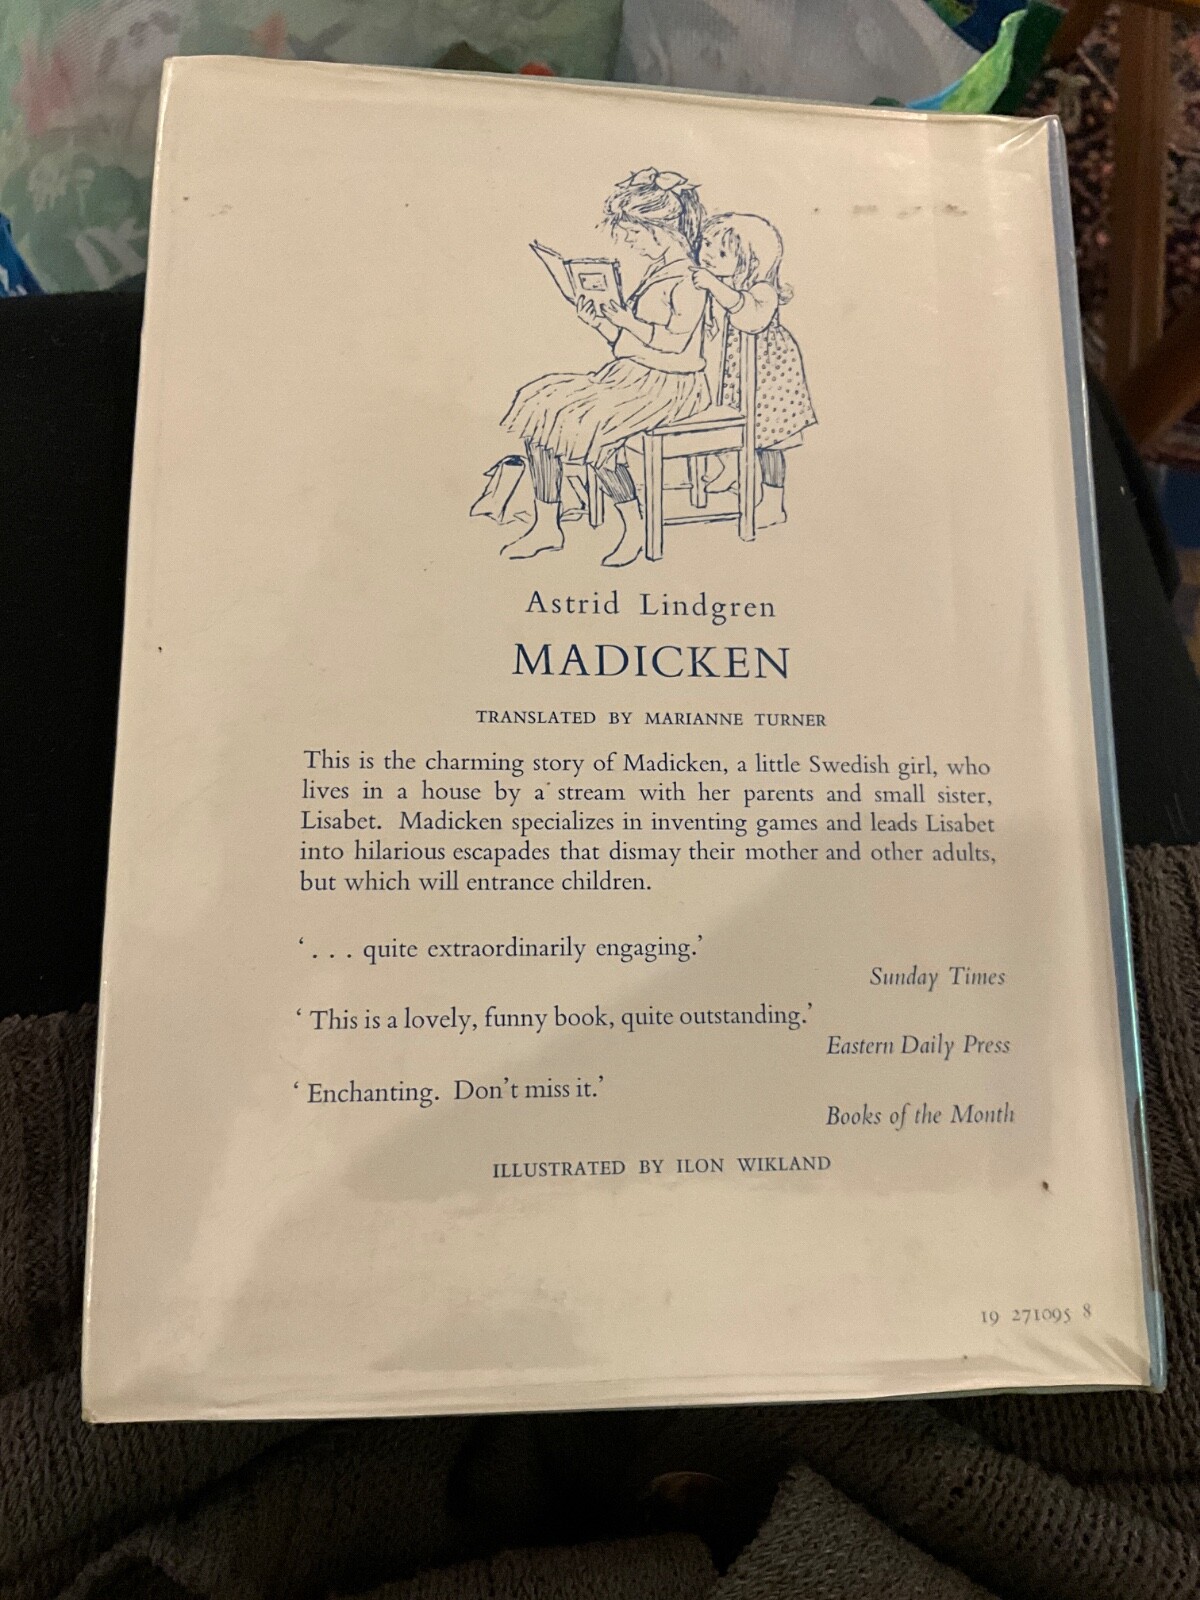 Astrid Lindgren
MADICKEN
TRANSLATED BY MARIANNE TURNER
This is the charming story of Madicken, a little Swedish girl, who
lives in a house by a stream with her parents and small sister,
Lisabet. Madicken specializes in inventing games and leads Lisabet
into hilarious escapades that dismay their mother and other adults,
but which will entrance children.
‘. . . quite extraordinarily engaging.’
Sunday Times
‘This is a lovely, funny book, quite outstanding.’
Eastern Daily Press
‘Enchanting. Don’t miss it.’
Books of the Month
ILLUSTRATED BY ILON WIKLAND
19 271095 8